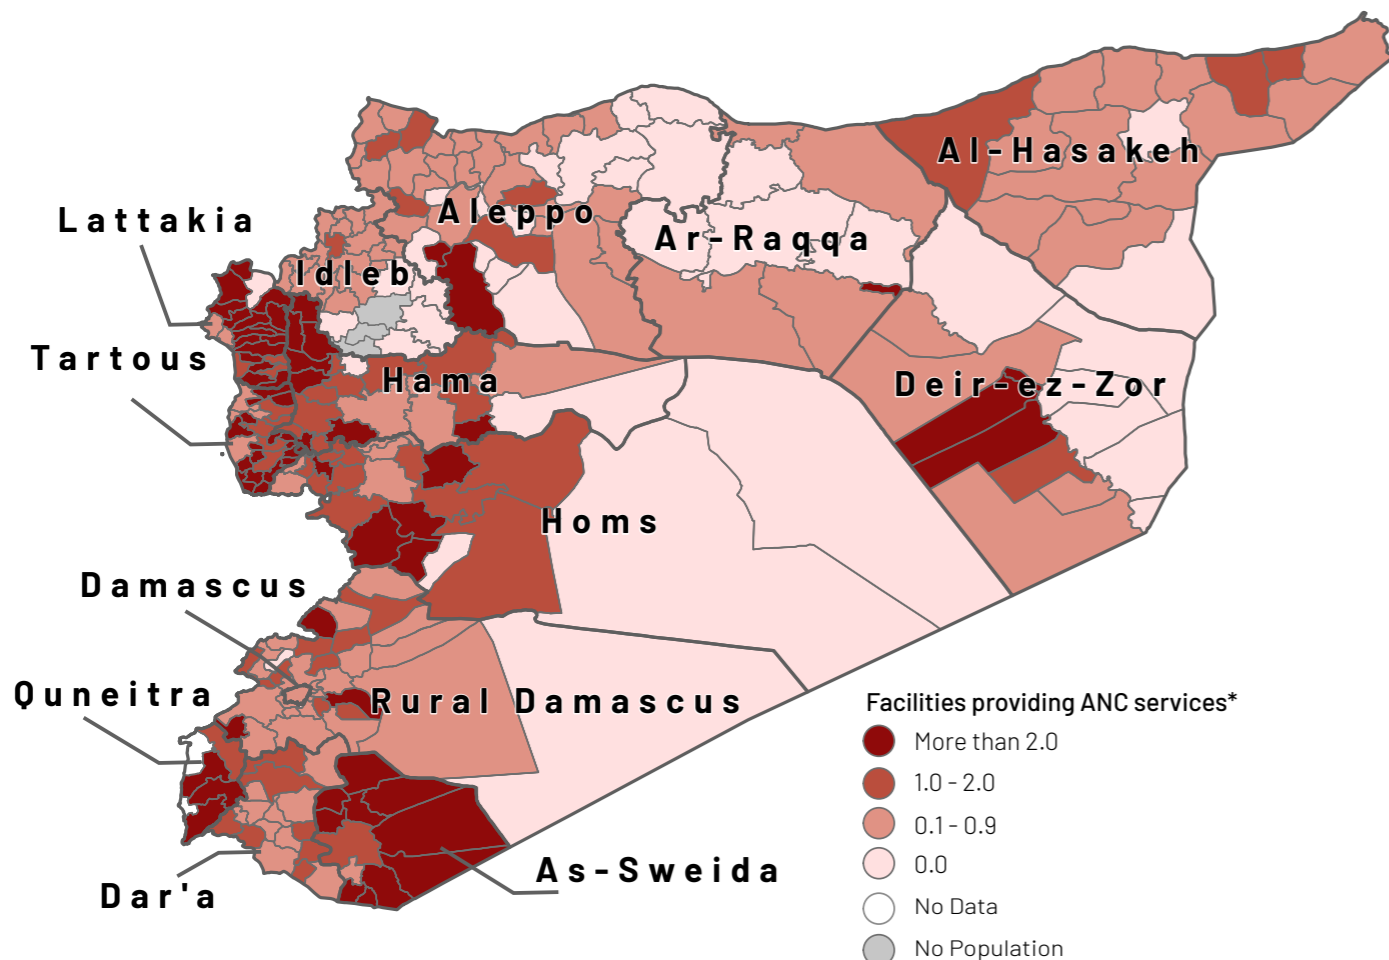 Al-Hasakeh
Lattakia
Aleppo
Ar-Raqqa
Idleb
Tartous
Hama
Deir-ez-Zor
Homs
Damascus
Quneitra
Rural Damascus
As-Sweida
Dar'a
Facilities providing ANC services*
More than 2.0
1.0 - 2.0
0.1 - 0.9
0.0
No Data
No Population